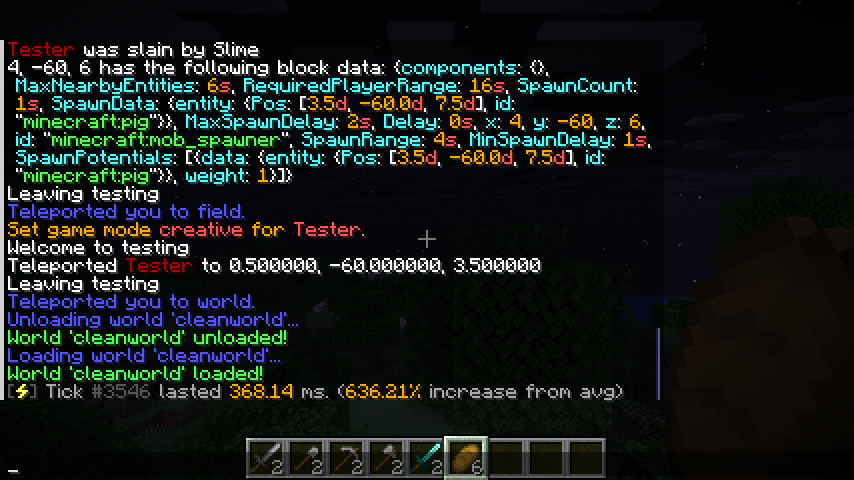 Tester was slain by Slime
4, -60, 6 has the following block data: {components: {},
MaxNearbyEntities: 6s, RequiredPlayerRange: 16s, SpawnCount:
1s, SpawnData: {entity: {Pos: [3.5d, -60.0d, 7.5d], id:
"minecraft:pig"}}, MaxSpawnDelay: 2s, Delay: 0s, x: 4, y: -60, z: 6,
id: "minecraft:mob_spawner", SpawnRange: 4s, MinSpawnDelay: 1s,
SpawnPotentials: [{data: {entity: {Pos: [3.5d, -60.0d, 7.5d], id:
"minecraft:pig"}}, weight: 1}]}
Leaving testing
Teleported you to field.
Set game mode creative for Tester.
Welcome to testing
Teleported Tester to 0.500000, -60.000000, 3.500000
Leaving testing
Teleported you to world.
Unloading world 'cleanworld'...
World 'cleanworld' unloaded!
Loading world 'cleanworld'...
World 'cleanworld' loaded!
[⚡] Tick #3546 lasted 368.14 ms. (636.21% increase from avg)
2 2 2 2 2 6
_